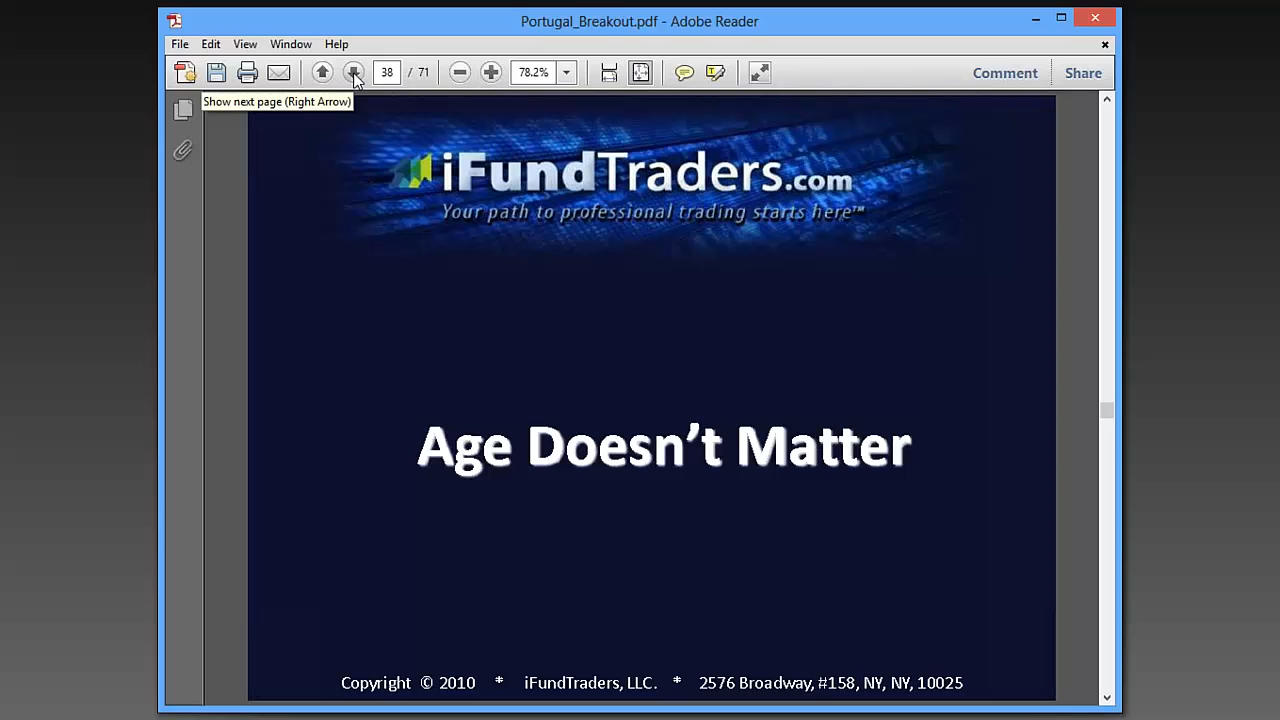 Portugal_Breakout.pdf - Adobe Reader
File Edit View Window Help
38 / 71 78.2% Comment Share
Show next page (Right Arrow)
iFundTraders.com
Your path to professional trading starts here™
Age Doesn’t Matter
Copyright © 2010 * iFundTraders, LLC. * 2576 Broadway, #158, NY, NY, 10025